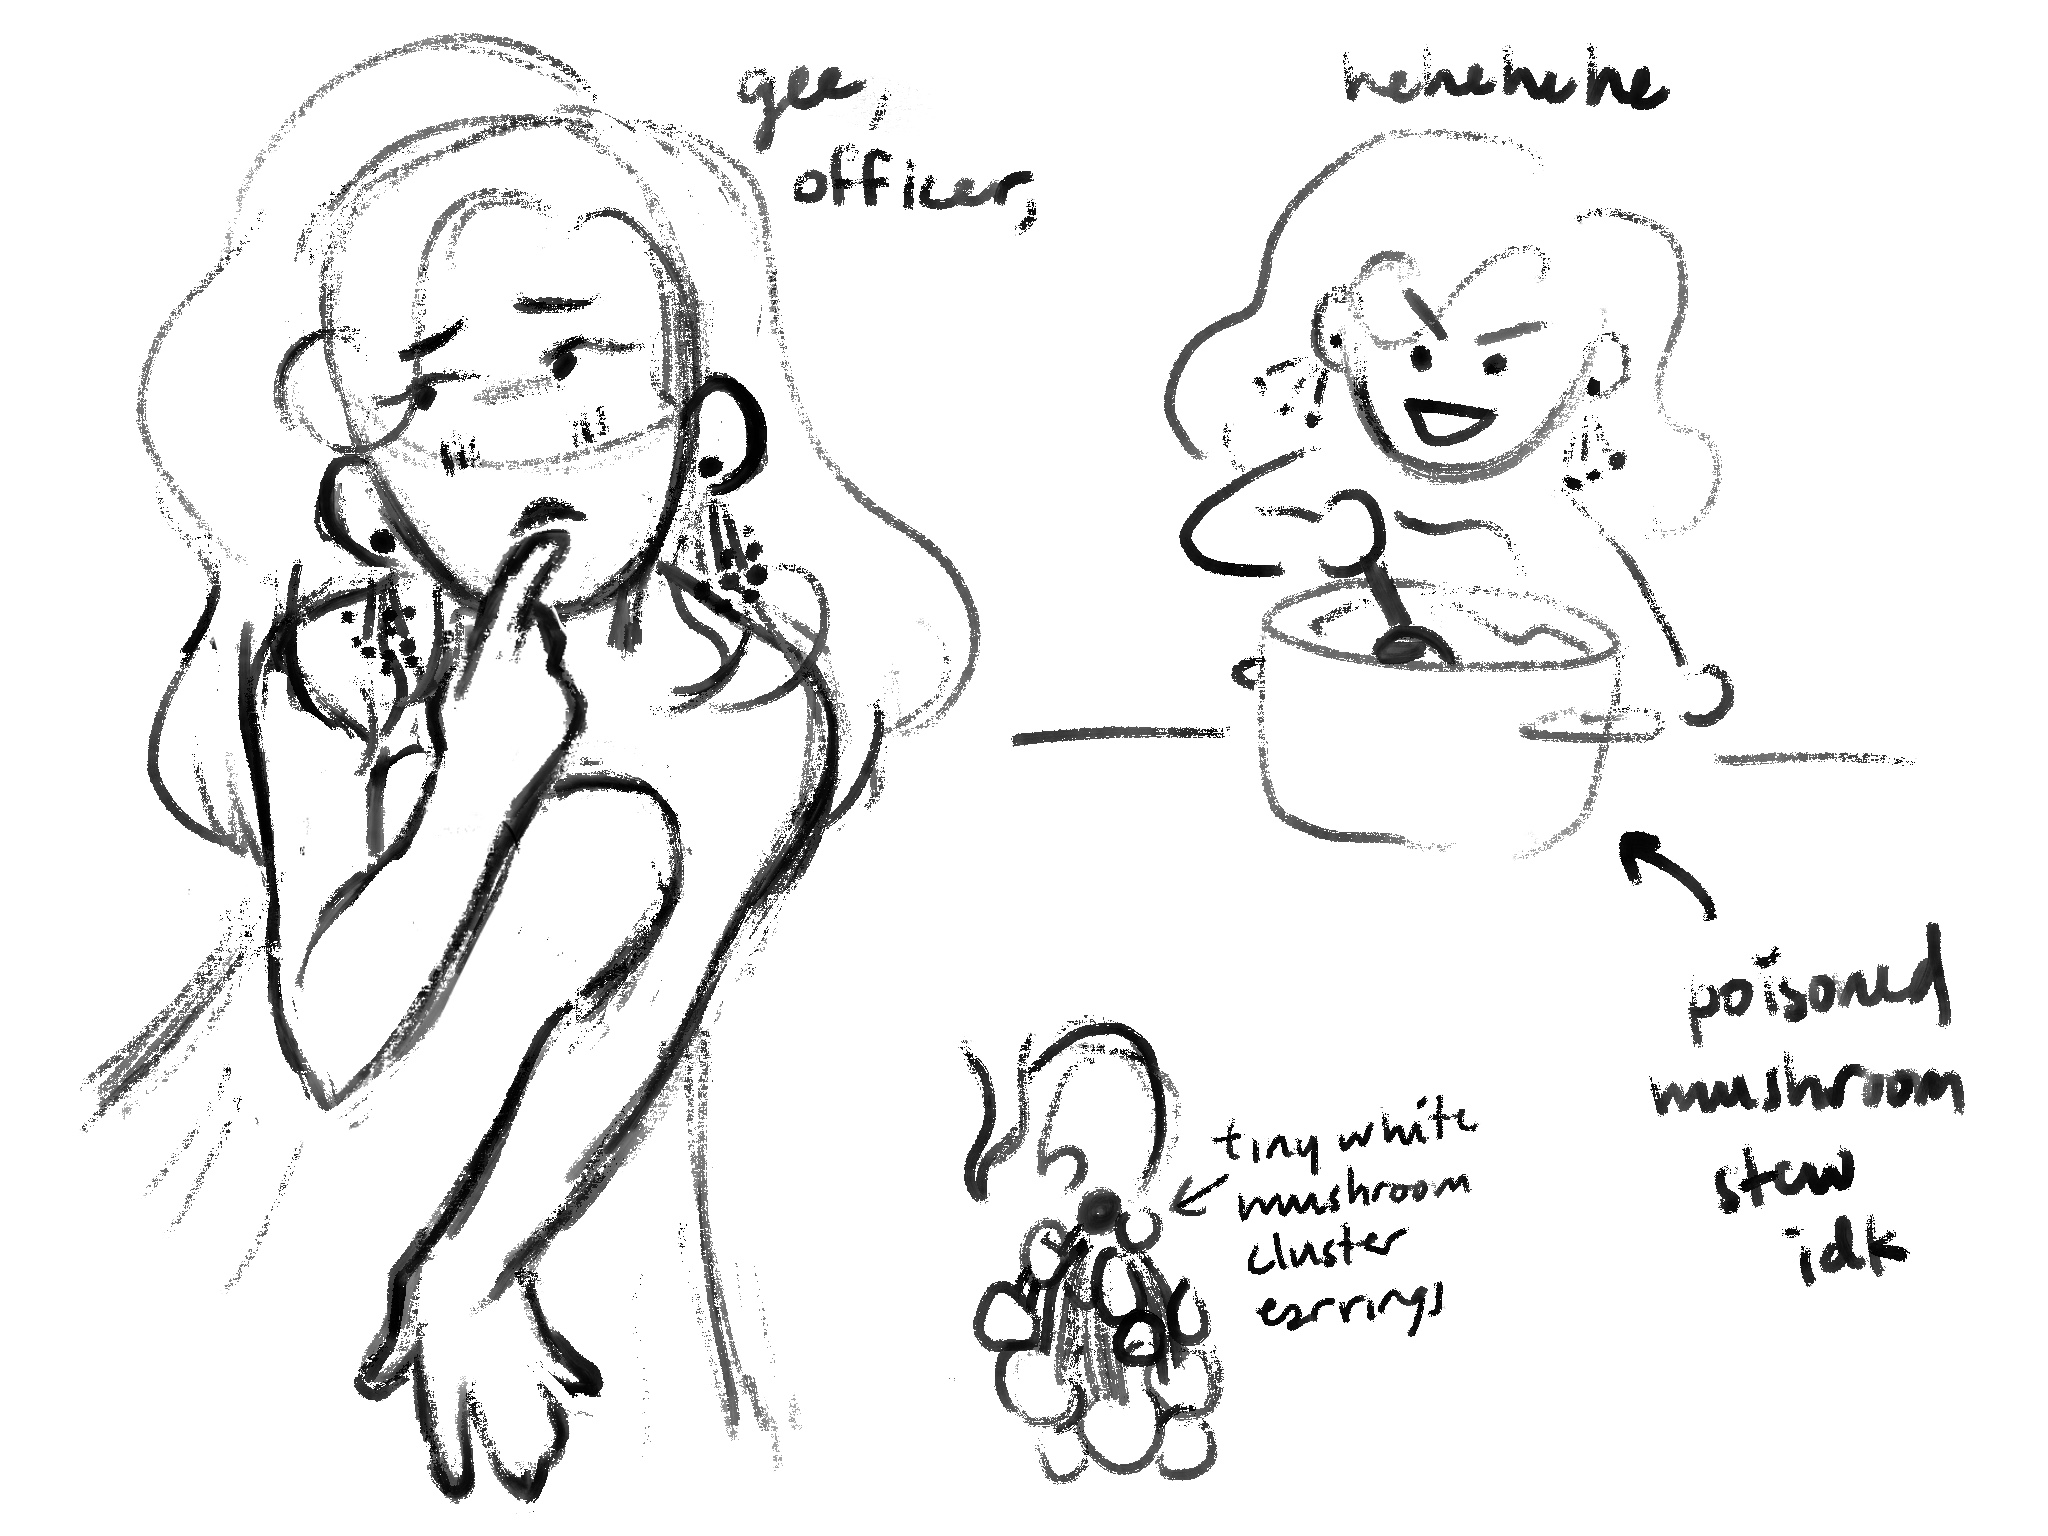 gee,
officer,
hehehehe
poisoned
mushroom
stew
idk
tiny white
mushroom
cluster
earrings